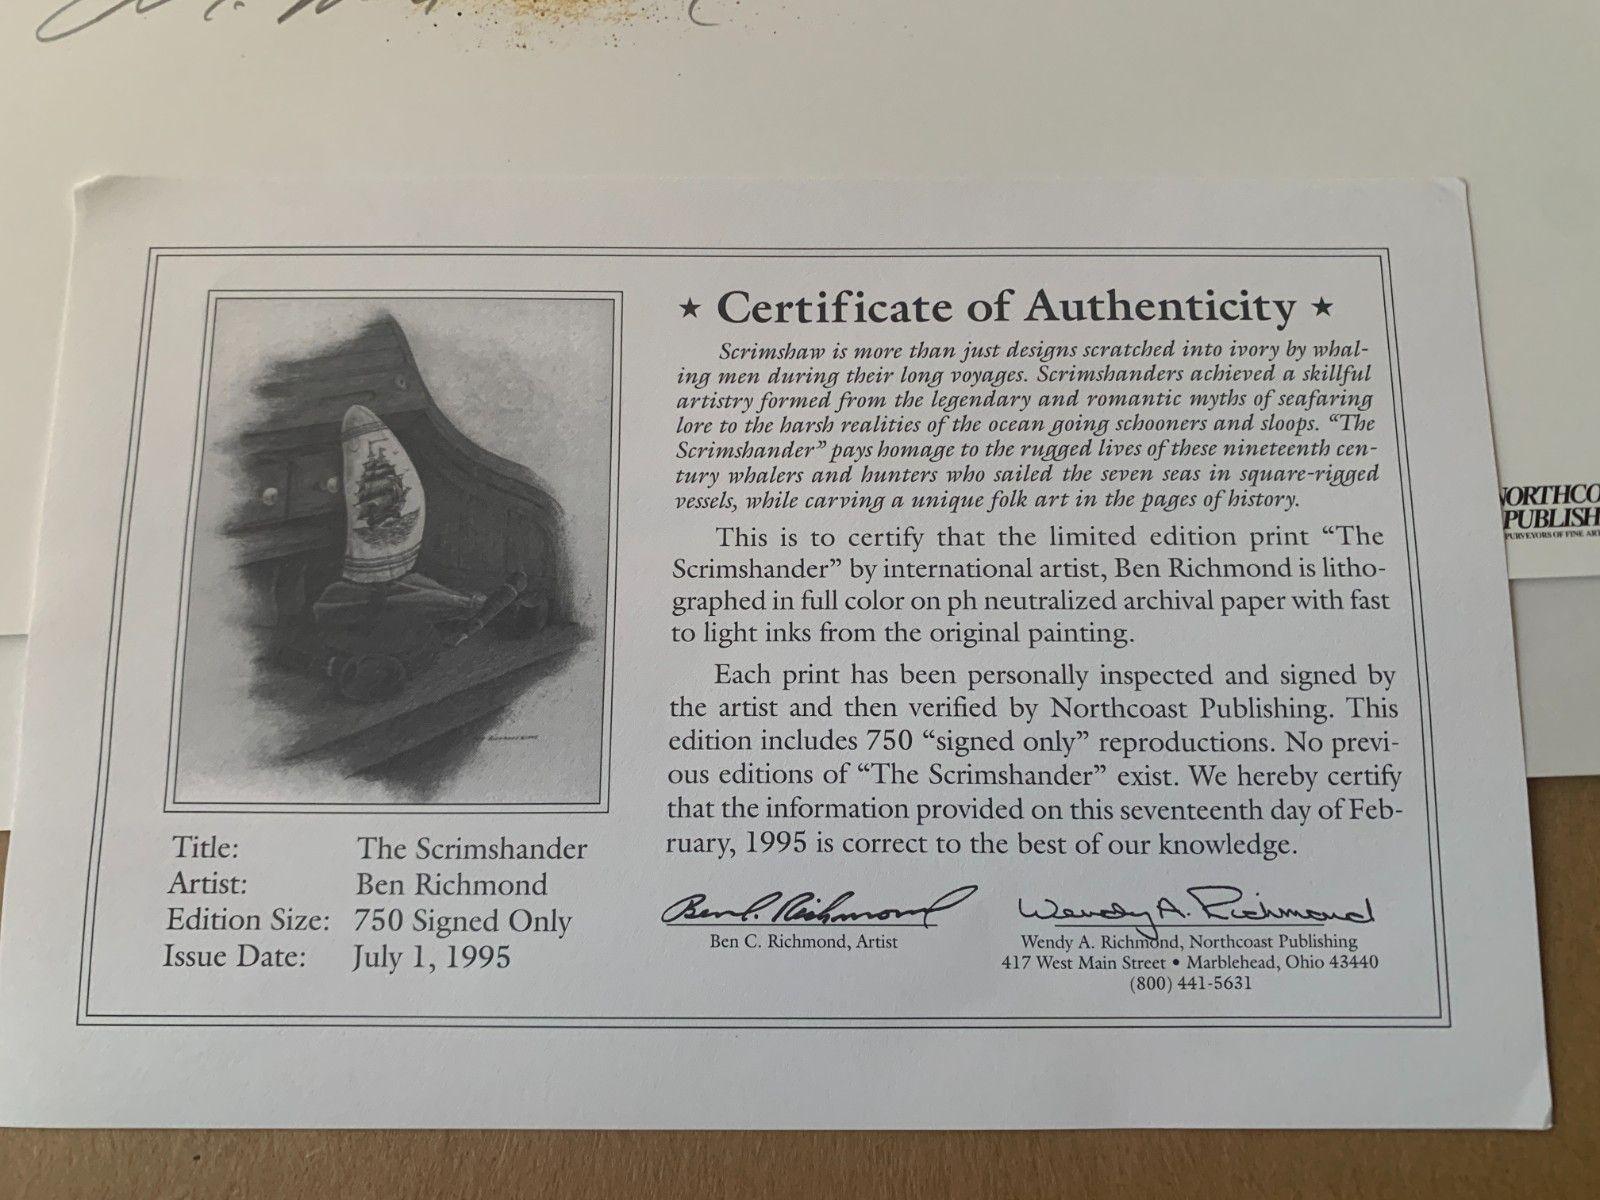 ★ Certificate of Authenticity ★
Scrimshaw is more than just designs scratched into ivory by whal-
ing men during their long voyages. Scrimshanders achieved a skillful
artistry formed from the legendary and romantic myths of seafaring
lore to the harsh realities of the ocean going schooners and sloops. “The
Scrimshander” pays homage to the rugged lives of these nineteenth cen-
tury whalers and hunters who sailed the seven seas in square-rigged
vessels, while carving a unique folk art in the pages of history.
This is to certify that the limited edition print “The
Scrimshander” by international artist, Ben Richmond is litho-
graphed in full color on ph neutralized archival paper with fast
to light inks from the original painting.
Each print has been personally inspected and signed by
the artist and then verified by Northcoast Publishing. This
edition includes 750 “signed only” reproductions. No previ-
ous editions of “The Scrimshander” exist. We hereby certify
that the information provided on this seventeenth day of Feb-
ruary, 1995 is correct to the best of our knowledge.
Title: The Scrimshander
Artist: Ben Richmond
Edition Size: 750 Signed Only
Issue Date: July 1, 1995
Ben C. Richmond
Ben C. Richmond, Artist
Wendy A. Richmond
Wendy A. Richmond, Northcoast Publishing
417 West Main Street • Marblehead, Ohio 43440
(800) 441-5631
NORTHCO
PUBLISH
PURVEYORS OF FINE AR